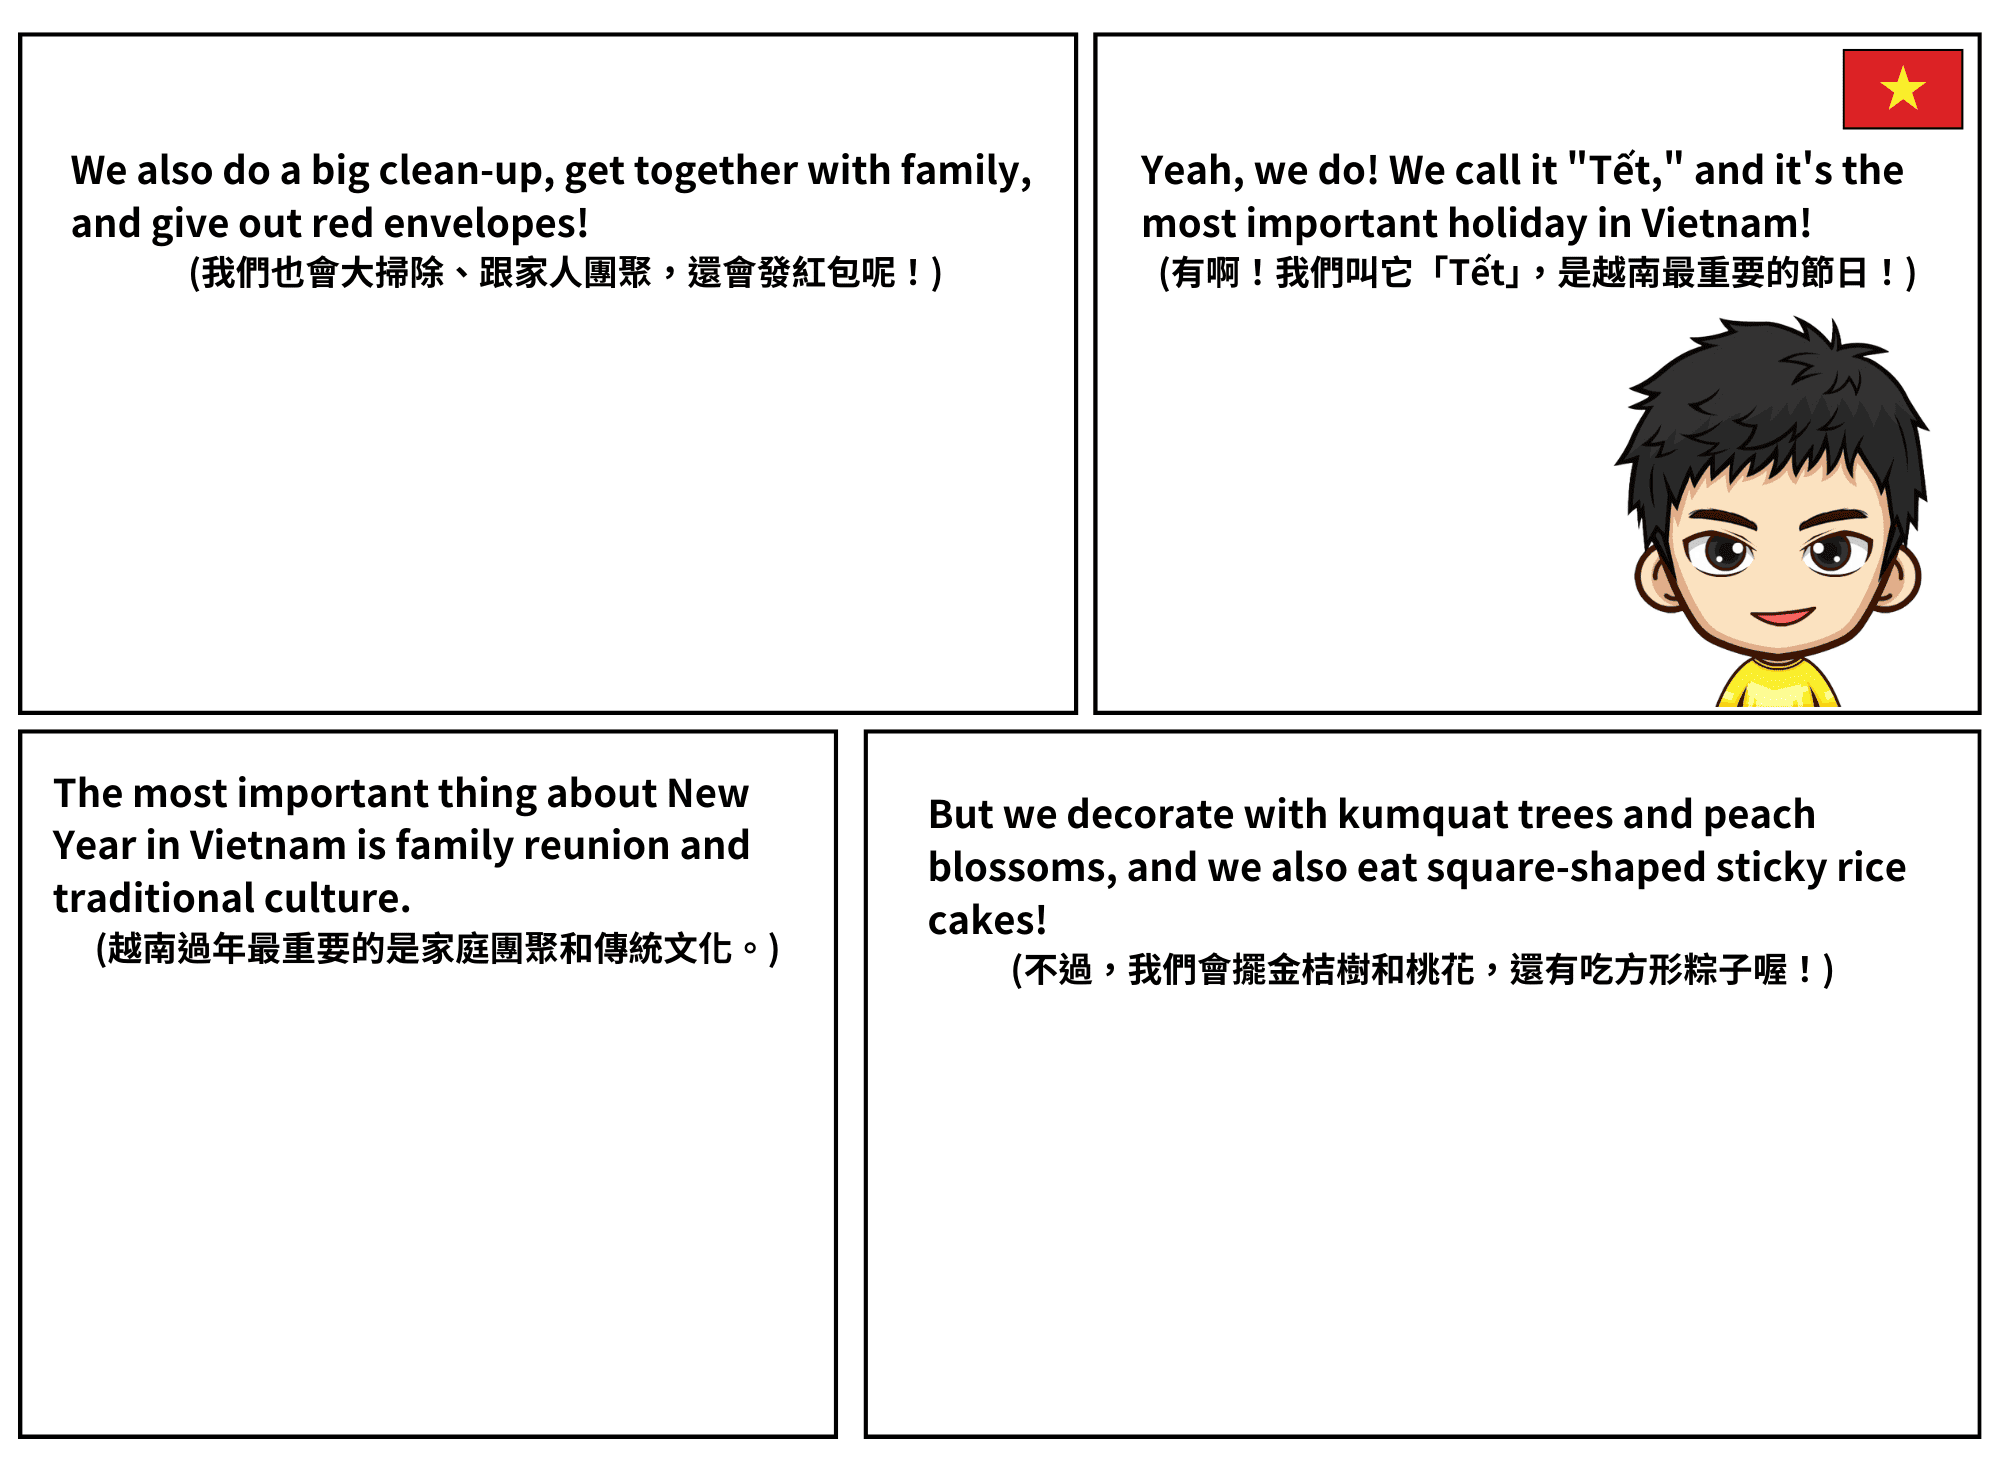 We also do a big clean-up, get together with family,
and give out red envelopes!
(我們也會大掃除、跟家人團聚，還會發紅包呢！)
Yeah, we do! We call it "Tết," and it's the
most important holiday in Vietnam!
(有啊！我們叫它「Tết」，是越南最重要的節日！)
The most important thing about New
Year in Vietnam is family reunion and
traditional culture.
(越南過年最重要的是家庭團聚和傳統文化。)
But we decorate with kumquat trees and peach
blossoms, and we also eat square-shaped sticky rice
cakes!
(不過，我們會擺金桔樹和桃花，還有吃方形粽子喔！)